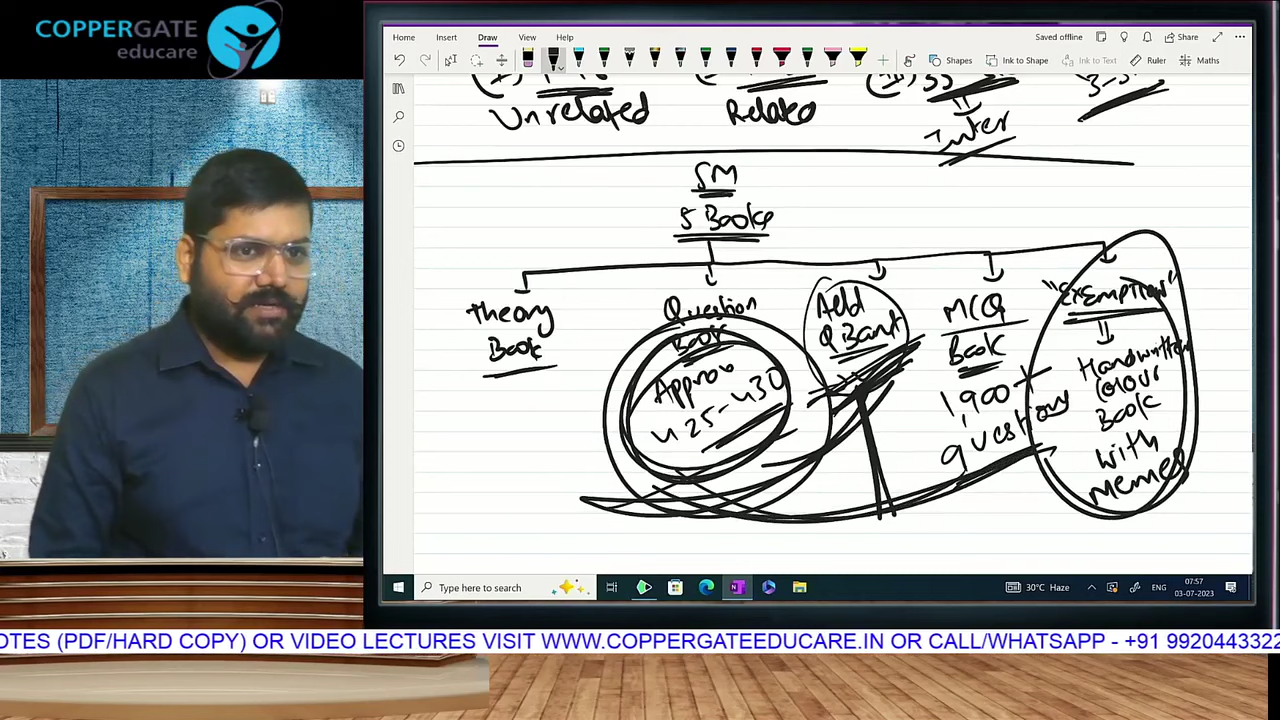 COPPERGATE
educare
Home Insert Draw View Help
Saved offline
Share
Shapes
Ink to Shape
Ink to Text
Ruler
Maths
Unrelated
Related
Inter
SM
5 Books
Theory
Book
Question
Book
Approx
425-430
Add
Q Bank
MCQ
Book
1,900+
questions
"Exemption"
Handwritten
Colour
Book
with
Memes
Type here to search
30°C Haze
ENG
07:57
03-07-2023
OTES (PDF/HARD COPY) OR VIDEO LECTURES VISIT WWW.COPPERGATEEDUCARE.IN OR CALL/WHATSAPP - +91 9920443322